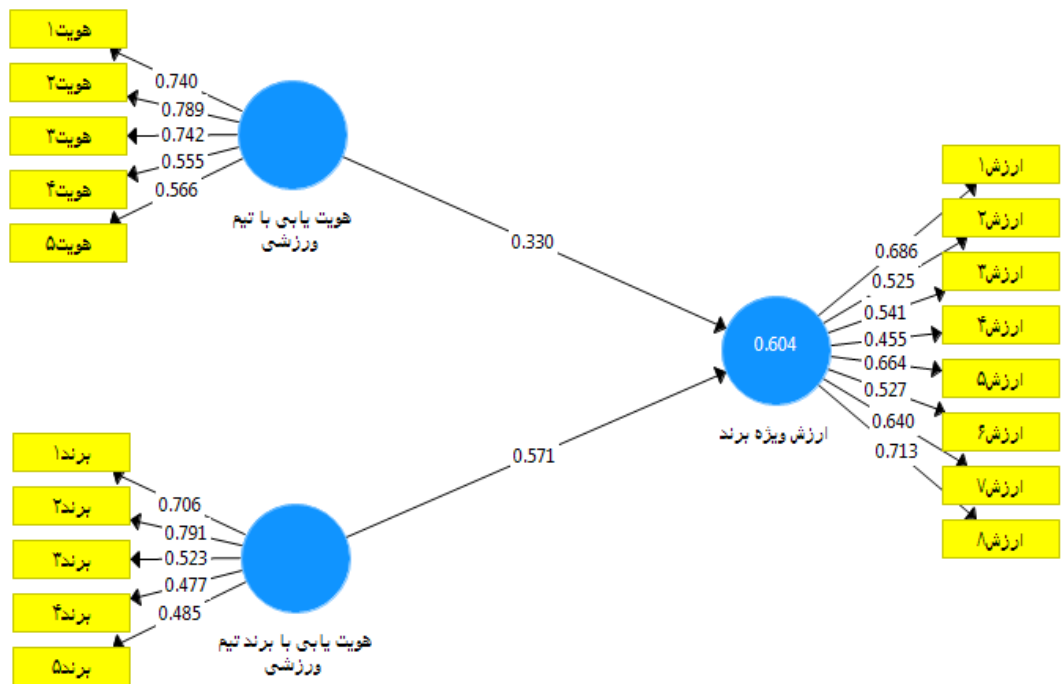 هویت۱
هویت۲
هویت۳
هویت۴
هویت۵
0.740
0.789
0.742
0.555
0.566
هویت یابی با تیم
ورزشی
0.330
برند۱
برند۲
برند۳
برند۴
برند۵
0.706
0.791
0.523
0.477
0.485
هویت یابی با برند تیم
ورزشی
0.571
0.604
ارزش ویژه برند
0.686
0.525
0.541
0.455
0.664
0.527
0.640
0.713
ارزش۱
ارزش۲
ارزش۳
ارزش۴
ارزش۵
ارزش۶
ارزش۷
ارزش۸